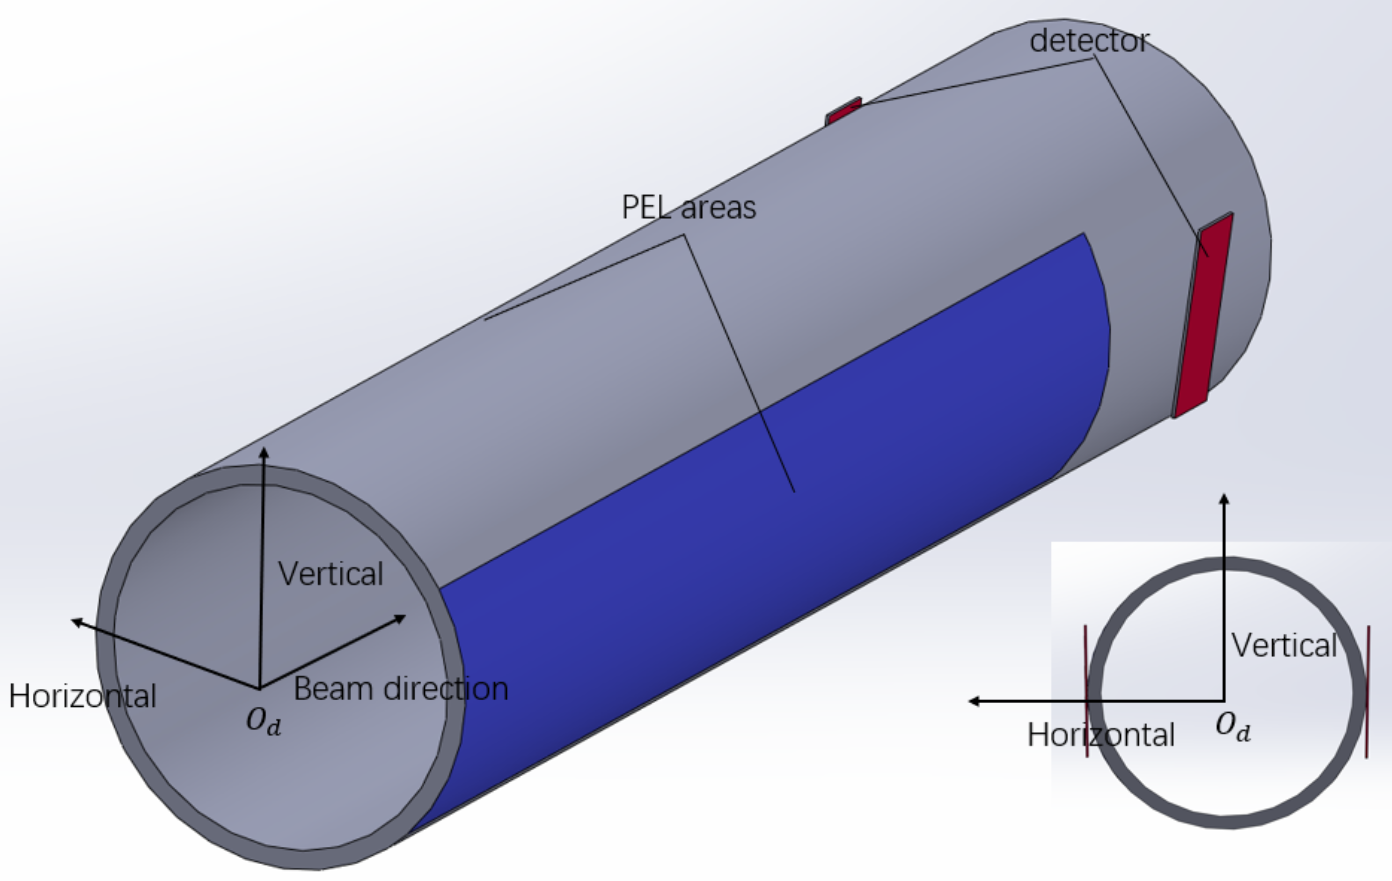 detector
PEL areas
Vertical
Horizontal
Beam direction
O_d
Vertical
Horizontal
O_d